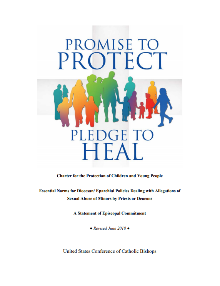 PROMISE TO
PROTECT
PLEDGE TO
HEAL
Charter for the Protection of Children and Young People
Essential Norms for Diocesan/Eparchial Policies Dealing with Allegations of
Sexual Abuse of Minors by Priests or Deacons
A Statement of Episcopal Commitment
• Revised June 2018 •
United States Conference of Catholic Bishops